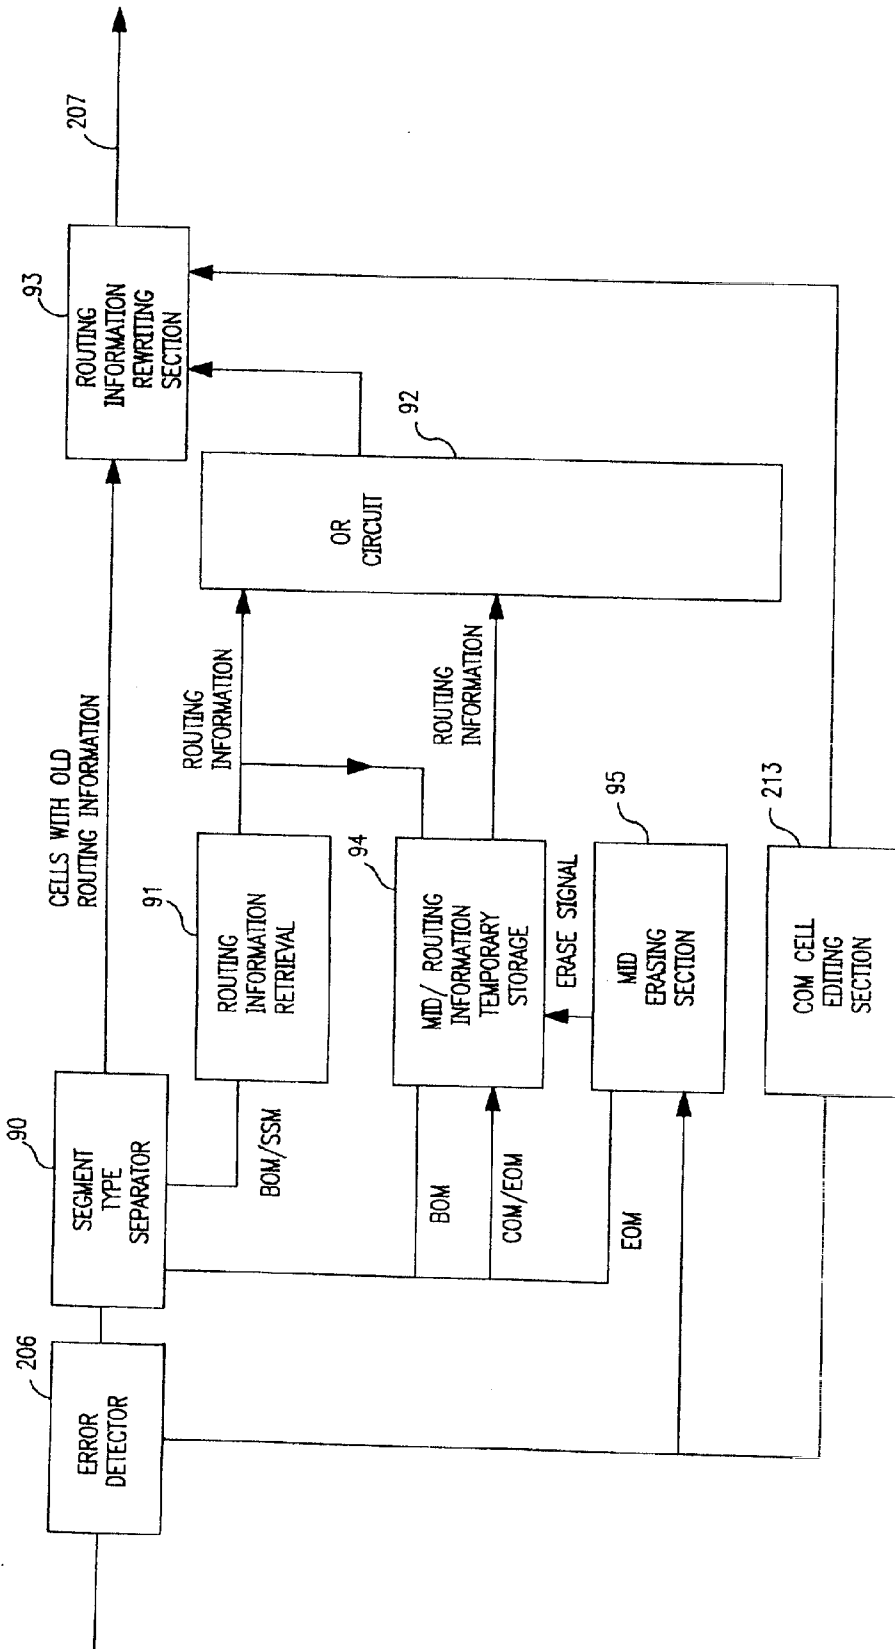 206
ERROR
DETECTOR
90
SEGMENT
TYPE
SEPARATOR
CELLS WITH OLD
ROUTING INFORMATION
93
ROUTING
INFORMATION
REWRITING
SECTION
207
BOM/SSM
91
ROUTING
INFORMATION
RETRIEVAL
ROUTING
INFORMATION
OR
CIRCUIT
92
BOM
COM/EOM
94
MID/ ROUTING
INFORMATION
TEMPORARY
STORAGE
ROUTING
INFORMATION
ERASE SIGNAL
EOM
95
MID
ERASING
SECTION
213
COM CELL
EDITING
SECTION